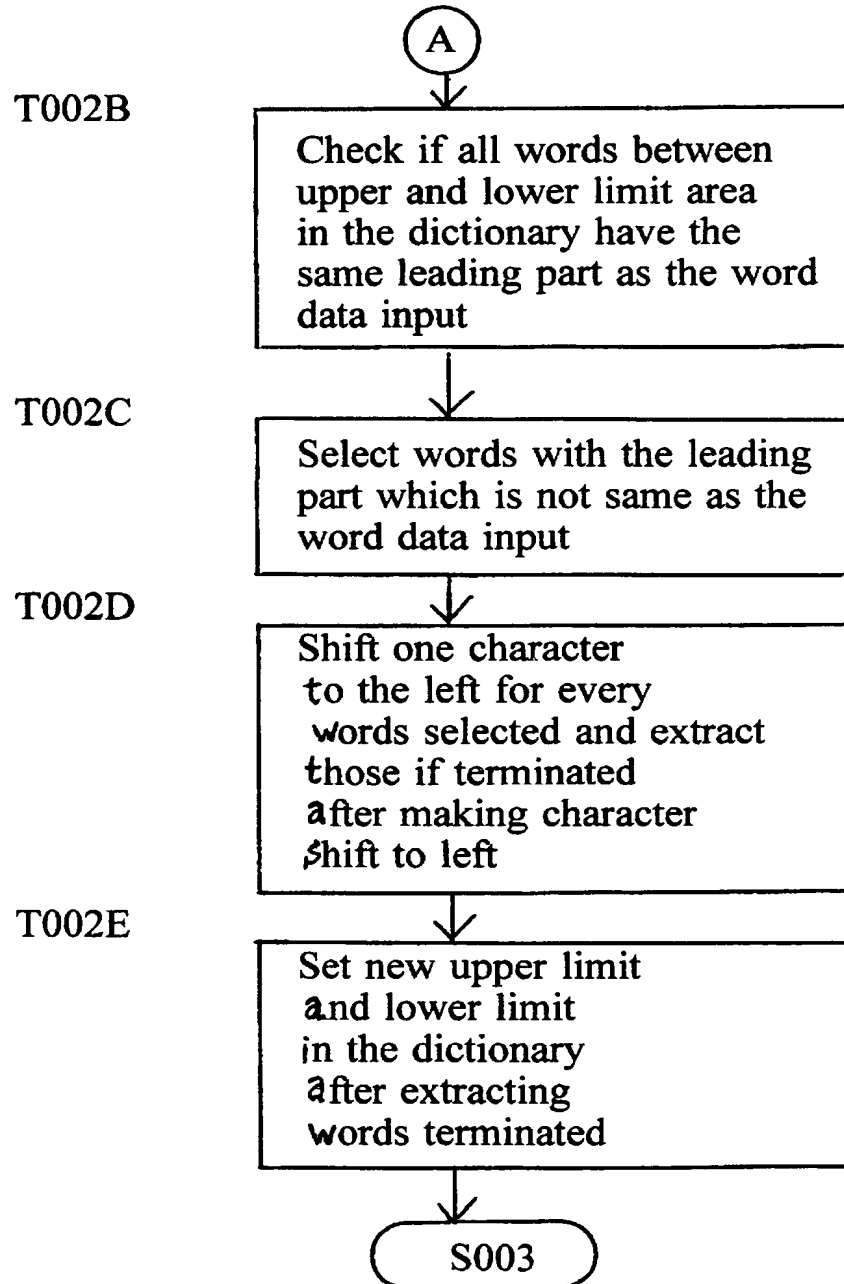 A
T002B
Check if all words between
upper and lower limit area
in the dictionary have the
same leading part as the word
data input
T002C
Select words with the leading
part which is not same as the
word data input
T002D
Shift one character
to the left for every
words selected and extract
those if terminated
after making character
shift to left
T002E
Set new upper limit
and lower limit
in the dictionary
after extracting
words terminated
S003